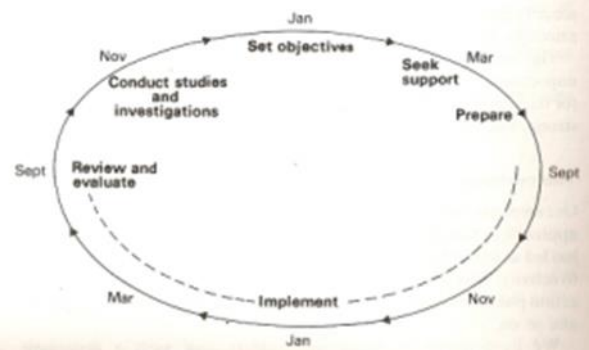 Jan
Set objectives
Mar
Seek
support
Prepare
Sept
Nov
Implement
Jan
Mar
Review and
evaluate
Sept
Conduct studies
and
investigations
Nov